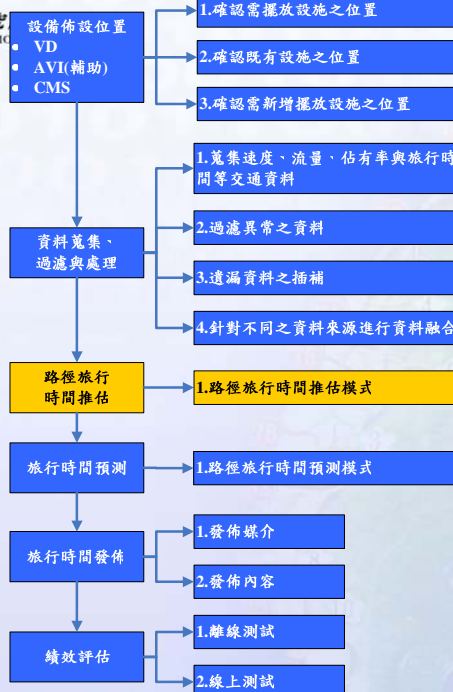 設備佈設位置
VD
AVI(輔助)
CMS
1.確認需擺放設施之位置
2.確認既有設施之位置
3.確認需新增擺放設施之位置
資料蒐集、
過濾與處理
1.蒐集速度、流量、佔有率與旅行時
間等交通資料
2.過濾異常之資料
3.遺漏資料之插補
4.針對不同之資料來源進行資料融合
路徑旅行
時間推估
1.路徑旅行時間推估模式
旅行時間預測
1.路徑旅行時間預測模式
旅行時間發佈
1.發佈媒介
2.發佈內容
績效評估
1.離線測試
2.線上測試